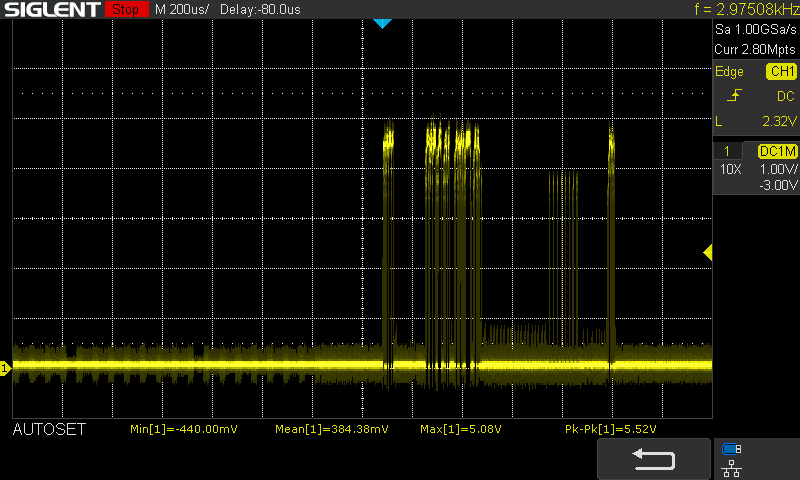 SIGLENT Stop M 200us/ Delay:-80.0us f = 2.97508kHz
Sa 1.00GSa/s
Curr 2.80Mpts
Edge CH1
DC
L 2.32V
1 DC1M
10X 1.00V/
-3.00V
1
AUTOSET Min[1]=-440.00mV Mean[1]=384.38mV Max[1]=5.08V Pk-Pk[1]=5.52V